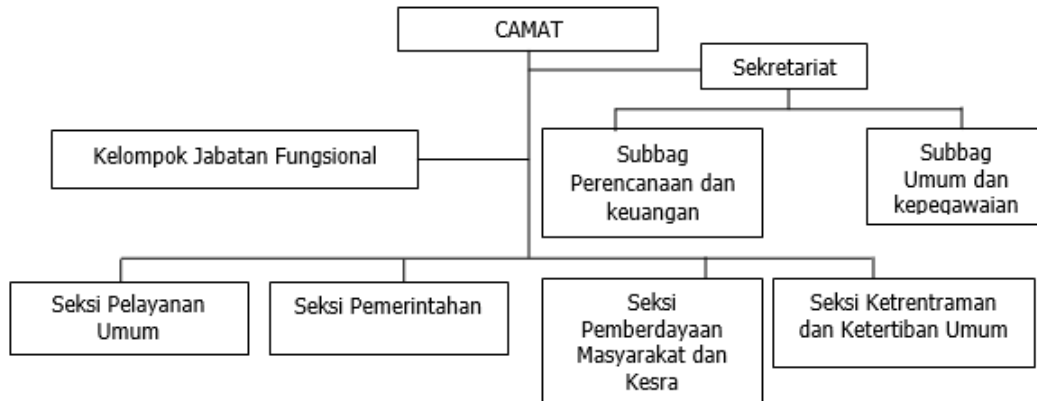 CAMAT
Sekretariat
Kelompok Jabatan Fungsional
Subbag
Perencanaan dan
keuangan
Subbag
Umum dan
kepegawaian
Seksi Pelayanan
Umum
Seksi Pemerintahan
Seksi
Pemberdayaan
Masyarakat dan
Kesra
Seksi Ketrentraman
dan Ketertiban Umum